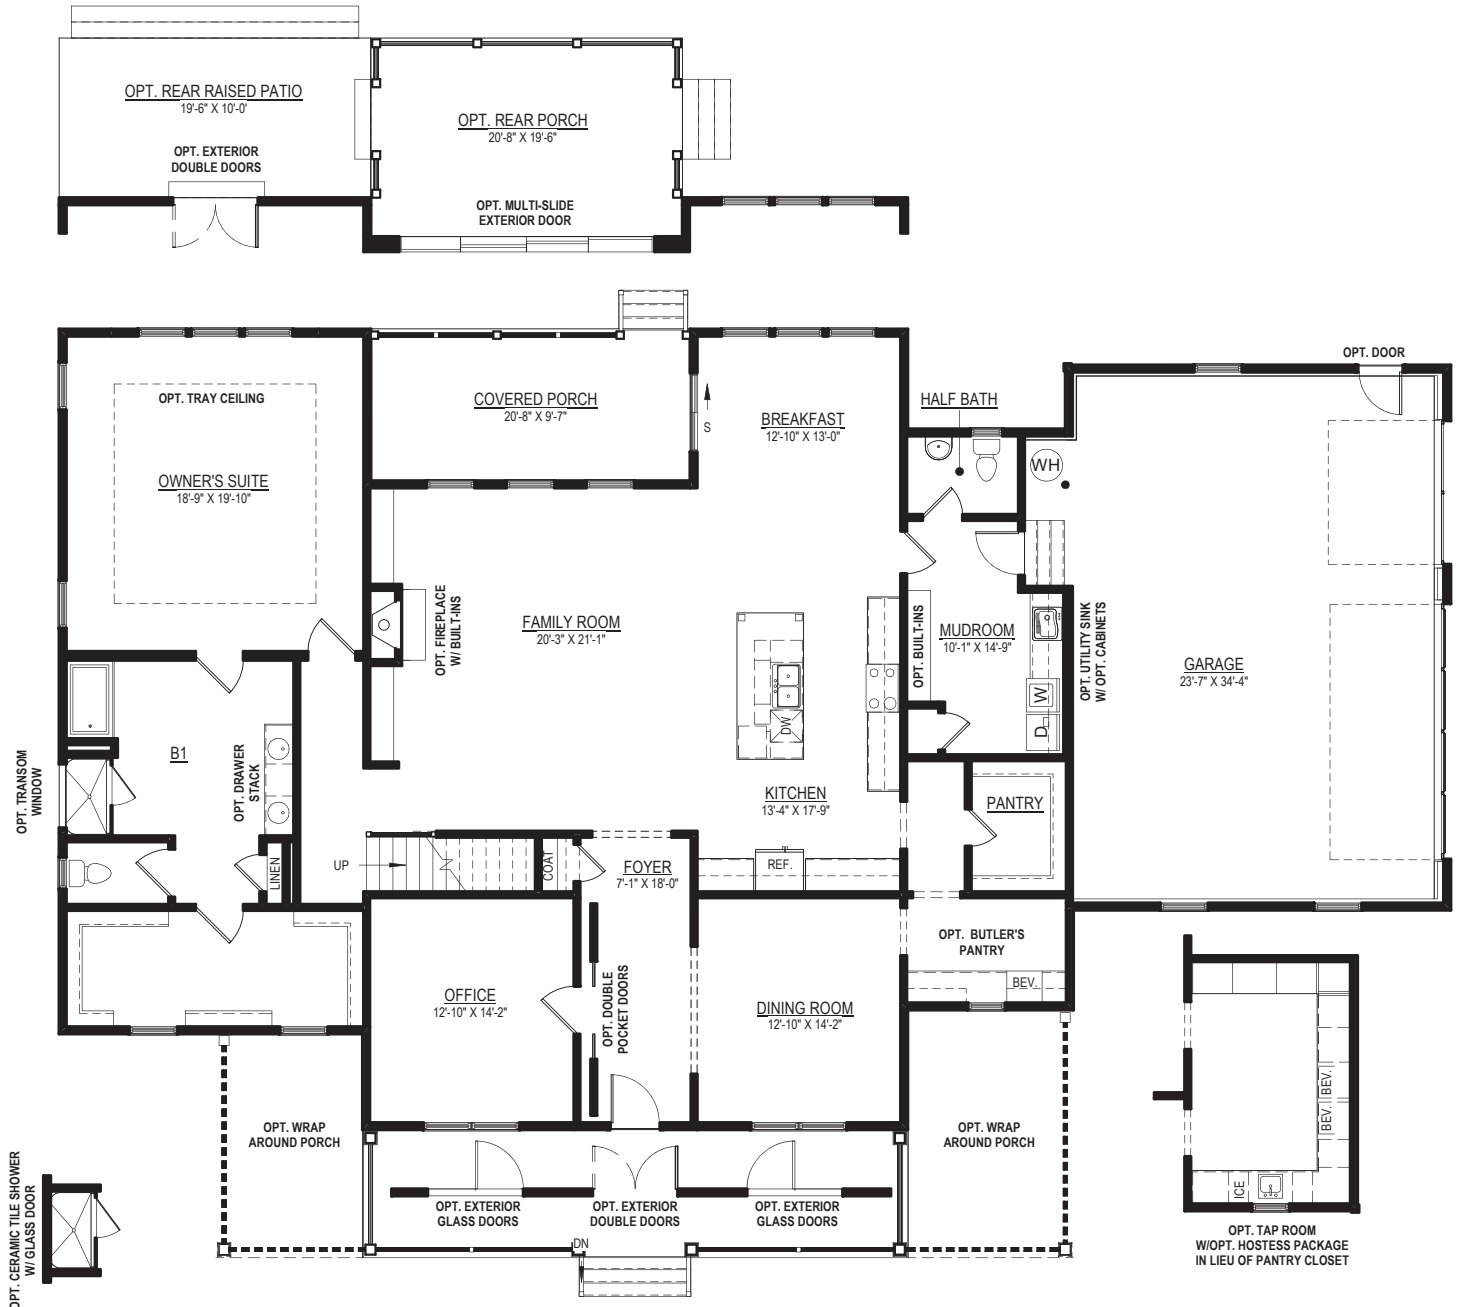 OPT. REAR RAISED PATIO
19'-6" X 10'-0'
OPT. EXTERIOR
DOUBLE DOORS
OPT. REAR PORCH
20'-8" X 19'-6"
OPT. MULTI-SLIDE
EXTERIOR DOOR
OPT. TRAY CEILING
OWNER'S SUITE
18'-9" X 19'-10"
COVERED PORCH
20'-8" X 9'-7"
S
BREAKFAST
12'-10" X 13'-0"
HALF BATH
WH
OPT. DOOR
OPT. FIREPLACE
W/ BUILT-INS
FAMILY ROOM
20'-3" X 21'-1"
DW
OPT. BUILT-INS
MUDROOM
10'-1" X 14'-9"
W
D
OPT. UTILITY SINK
W/ OPT. CABINETS
GARAGE
23'-7" X 34'-4"
OPT. TRANSOM
WINDOW
B1
OPT. DRAWER
STACK
LINEN
UP
COAT
FOYER
7'-1" X 18'-0"
KITCHEN
13'-4" X 17'-9"
REF.
PANTRY
OPT. BUTLER'S
PANTRY
BEV.
OFFICE
12'-10" X 14'-2"
OPT. DOUBLE
POCKET DOORS
DINING ROOM
12'-10" X 14'-2"
OPT. WRAP
AROUND PORCH
OPT. WRAP
AROUND PORCH
OPT. EXTERIOR
GLASS DOORS
OPT. EXTERIOR
DOUBLE DOORS
OPT. EXTERIOR
GLASS DOORS
DN
OPT. CERAMIC TILE SHOWER
W/ GLASS DOOR
BEV.
BEV.
ICE
OPT. TAP ROOM
W/OPT. HOSTESS PACKAGE
IN LIEU OF PANTRY CLOSET